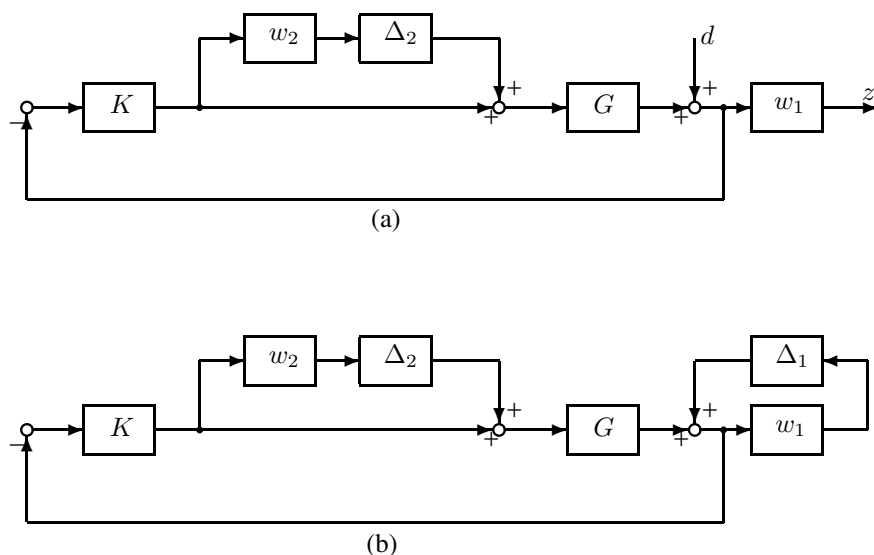 w₂ Δ₂ d
+ +
− K + G + w₁ z
(a)
w₂ Δ₂ Δ₁
+ +
− K + G + w₁
(b)